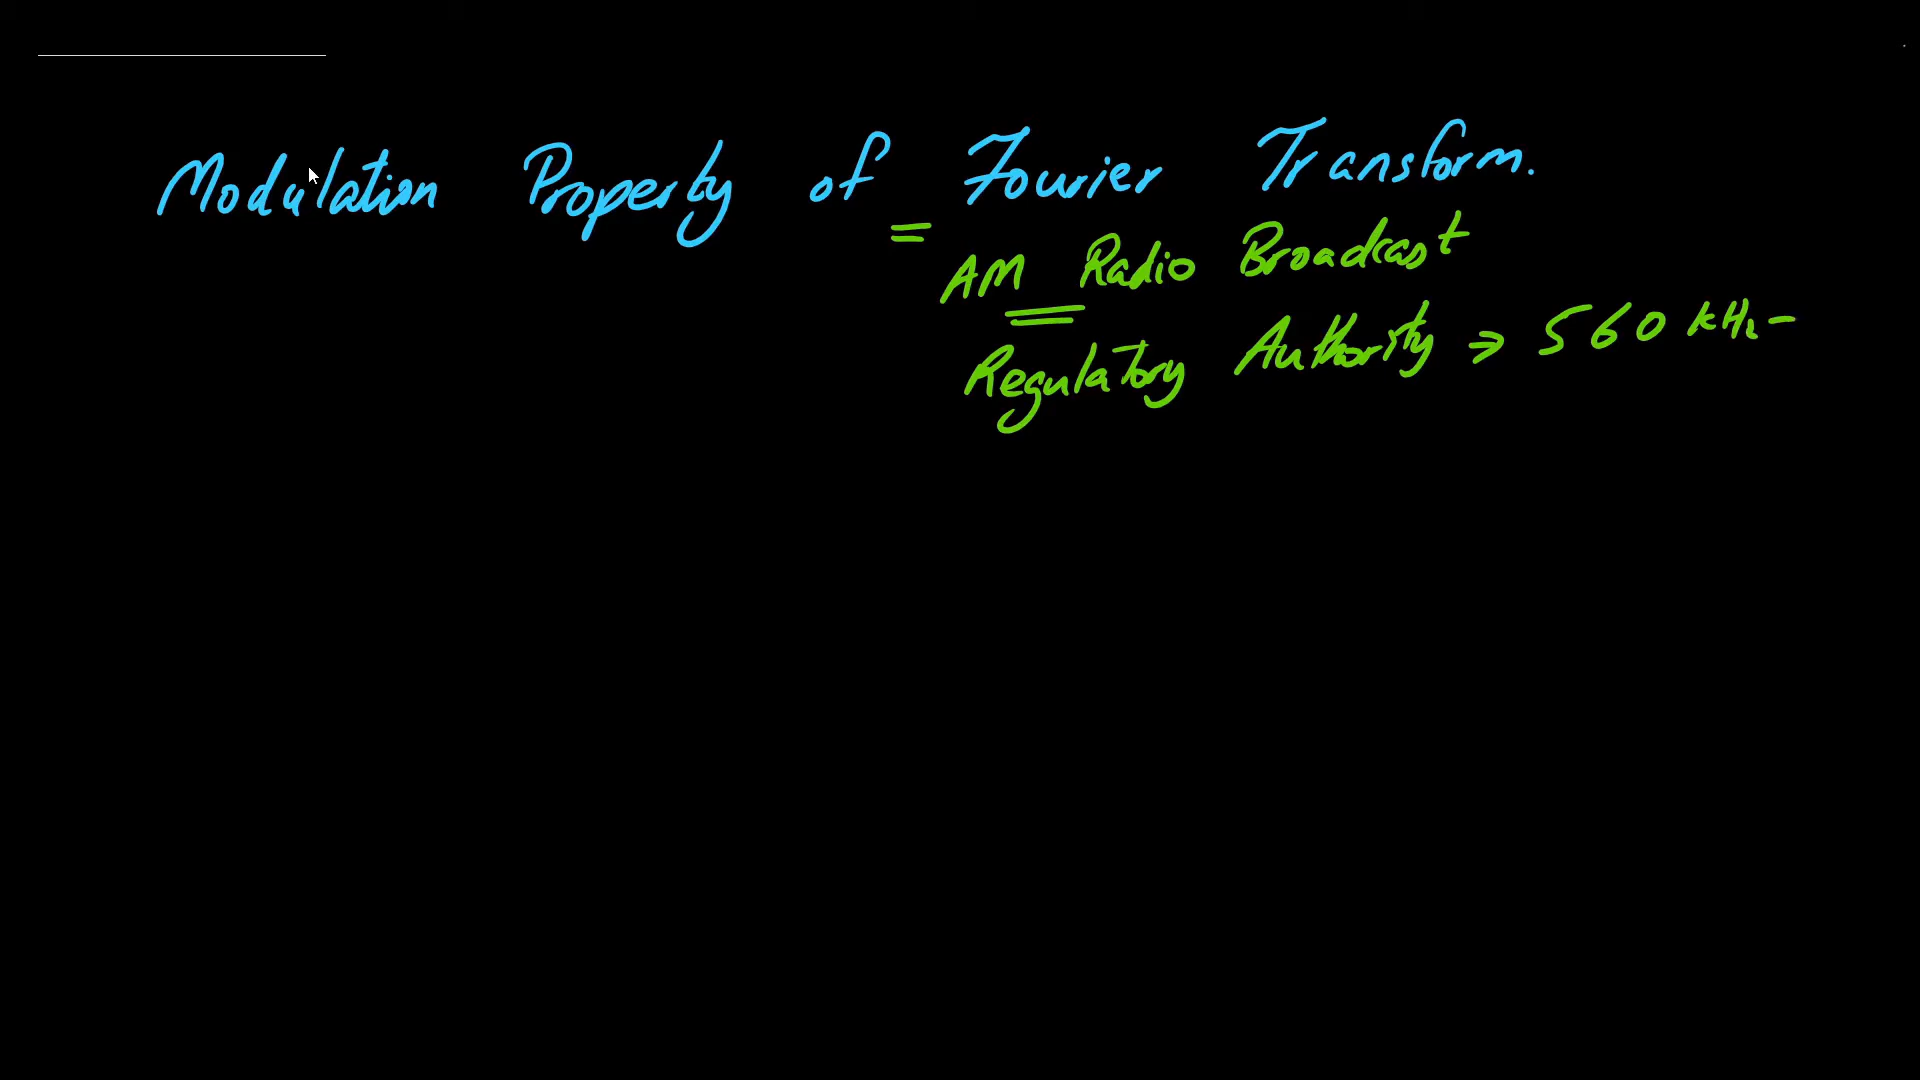 Modulation Property of Fourier Transform.
= AM Radio Broadcast
Regulatory Authority ⇒ 560 kHz -